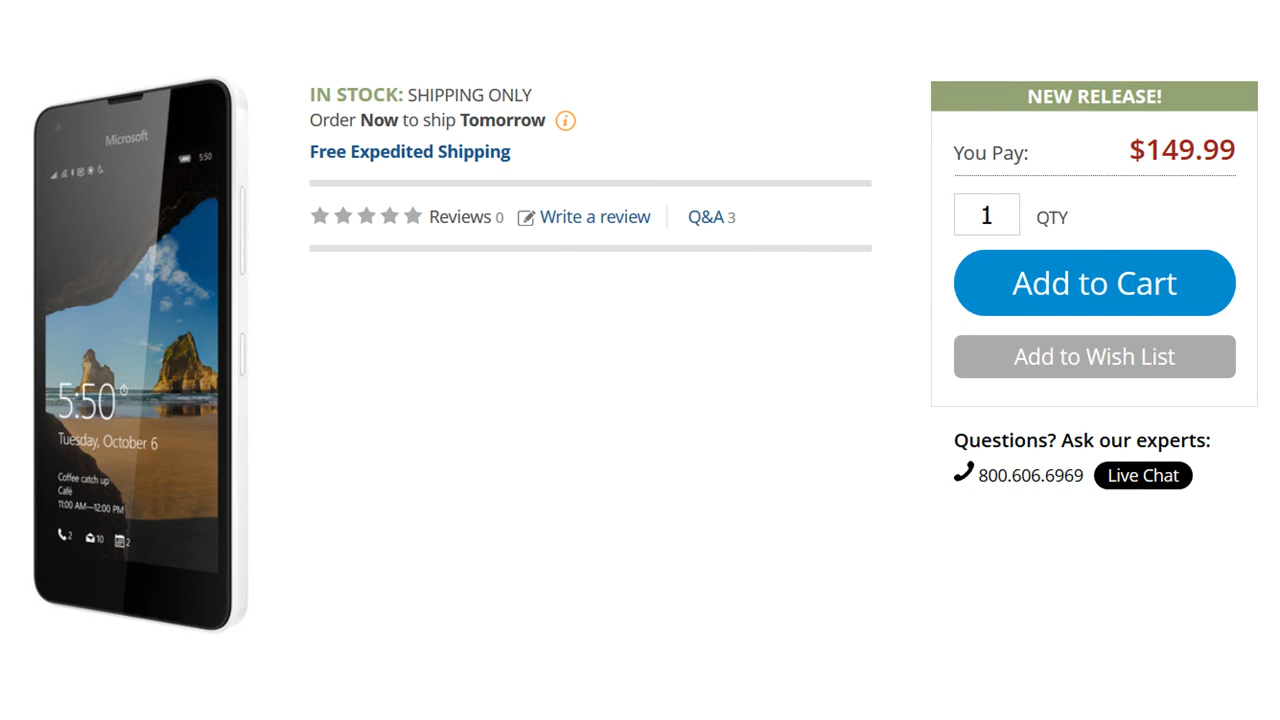 Microsoft
5:50
5:50
Tuesday, October 6
Coffee catch up
Café
11:00 AM—12:00 PM
2 10 2
IN STOCK: SHIPPING ONLY
Order Now to ship Tomorrow i
Free Expedited Shipping
Reviews 0 Write a review Q&A 3
NEW RELEASE!
You Pay: $149.99
1 QTY
Add to Cart
Add to Wish List
Questions? Ask our experts:
800.606.6969 Live Chat